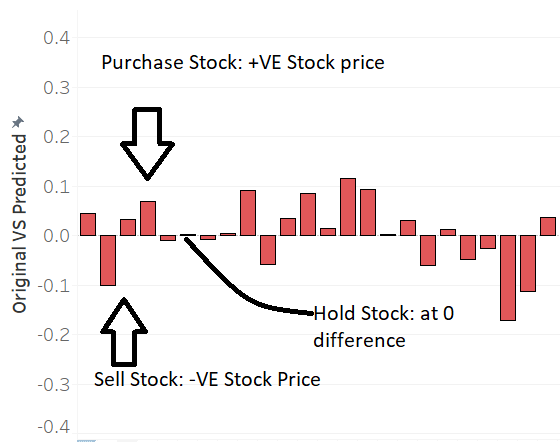 0.4
Purchase Stock: +VE Stock price
0.3
0.2
0.1
0.0
-0.1
-0.2
-0.3
-0.4
Original VS Predicted
Hold Stock: at 0
difference
Sell Stock: -VE Stock Price